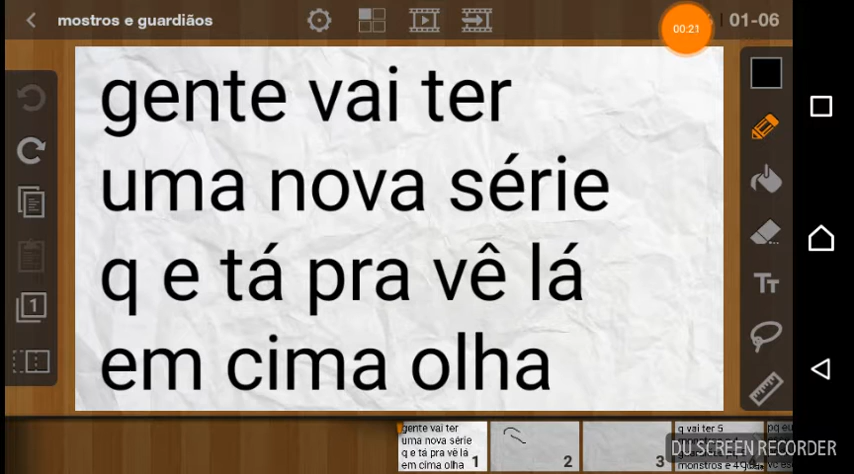 mostros e guardiãos
00:21
01-06
gente vai ter
uma nova série
q e tá pra vê lá
em cima olha
Tт
1
gente vai ter
uma nova série
q e tá pra vê lá
em cima olha
1
2
3
q vai ter 5
DU SCREEN RECORDER